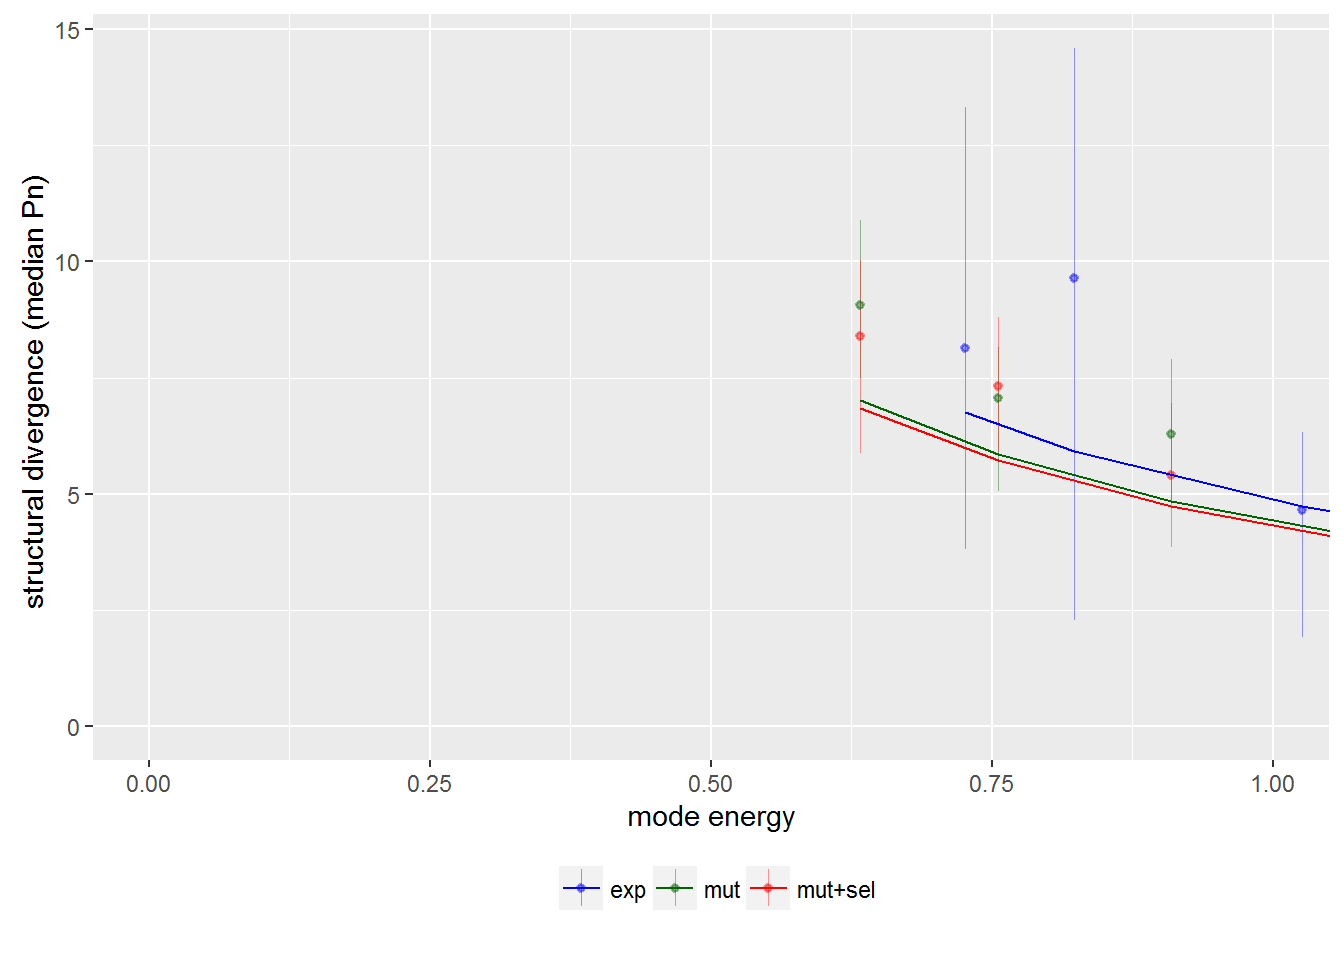 15
10
5
0
structural divergence (median Pn)
0.00 0.25 0.50 0.75 1.00
mode energy
exp mut mut+sel